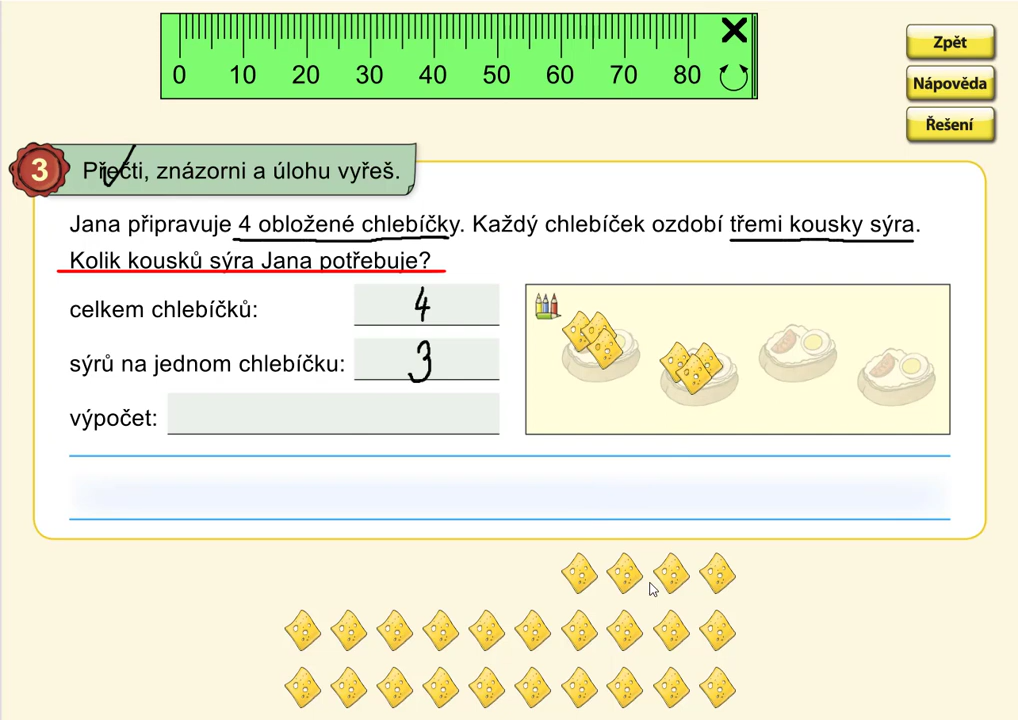 0 10 20 30 40 50 60 70 80
Zpět
Nápověda
Řešení
3 Přečti, znázorni a úlohu vyřeš.
Jana připravuje 4 obložené chlebíčky. Každý chlebíček ozdobí třemi kousky sýra.
Kolik kousků sýra Jana potřebuje?
celkem chlebíčků: 4
sýrů na jednom chlebíčku: 3
výpočet: